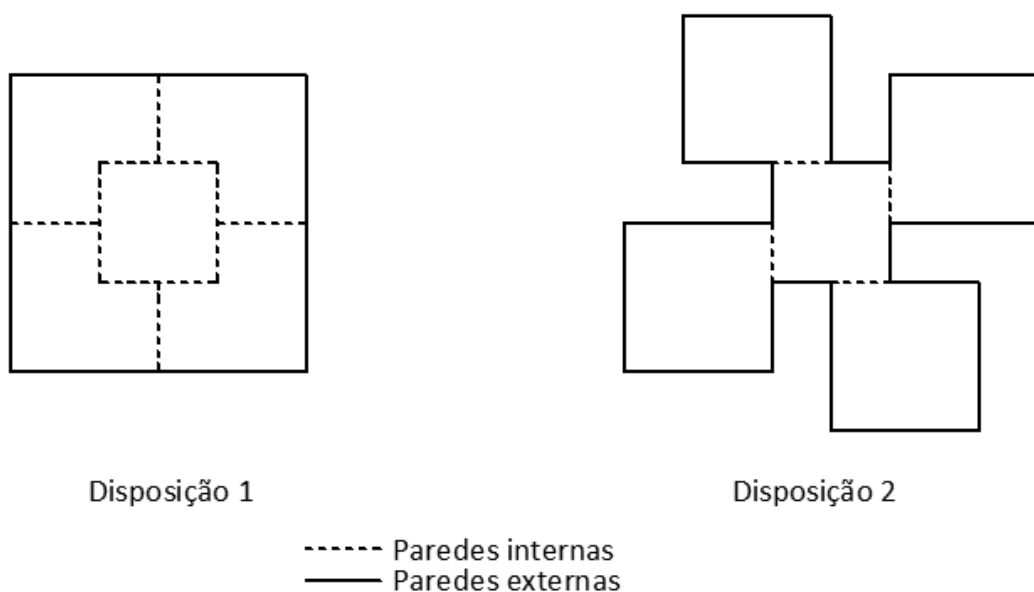 Disposição 1
Disposição 2
Paredes internas
Paredes externas